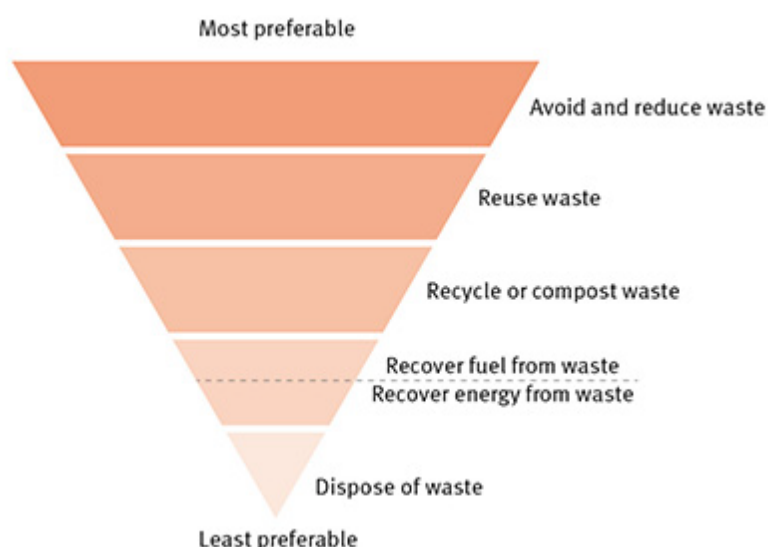 Most preferable
Avoid and reduce waste
Reuse waste
Recycle or compost waste
Recover fuel from waste
Recover energy from waste
Dispose of waste
Least preferable